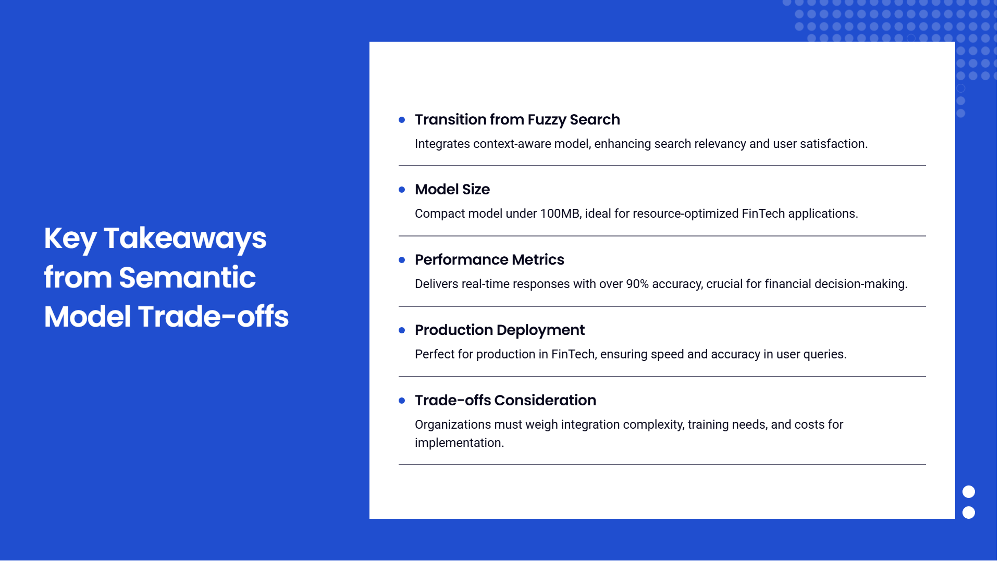 Key Takeaways
from Semantic
Model Trade-offs
Transition from Fuzzy Search
Integrates context-aware model, enhancing search relevancy and user satisfaction.
Model Size
Compact model under 100MB, ideal for resource-optimized FinTech applications.
Performance Metrics
Delivers real-time responses with over 90% accuracy, crucial for financial decision-making.
Production Deployment
Perfect for production in FinTech, ensuring speed and accuracy in user queries.
Trade-offs Consideration
Organizations must weigh integration complexity, training needs, and costs for
implementation.